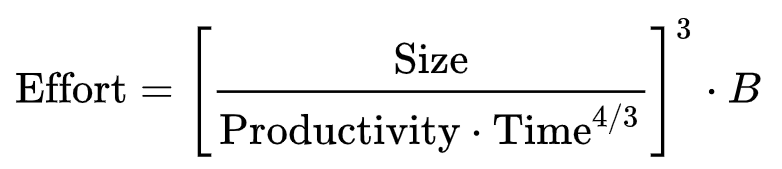 Effort = [ Size / (Productivity · Time^{4/3}) ]^3 · B